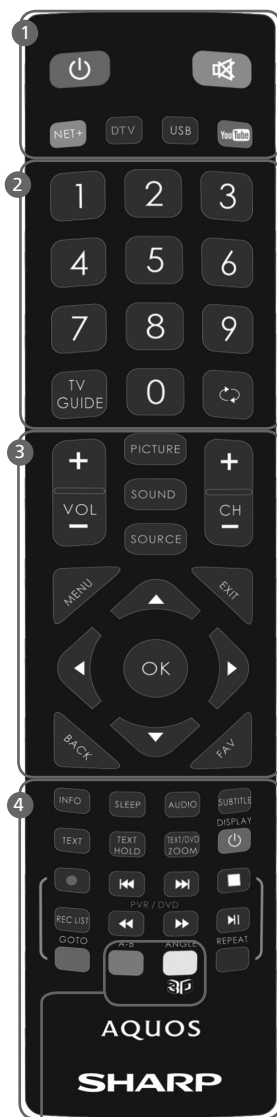 1
NET+ DTV USB YouTube
2
1 2 3
4 5 6
7 8 9
TV GUIDE 0
3
+ PICTURE +
VOL SOUND CH
- SOURCE -
MENU EXIT
OK
BACK FAV
4
INFO SLEEP AUDIO SUBTITLE
DISPLAY
TEXT TEXT HOLD TEXT/DVD ZOOM
PVR / DVD
REC LIST
GOTO A-B ANGLE REPEAT
3D
AQUOS
SHARP